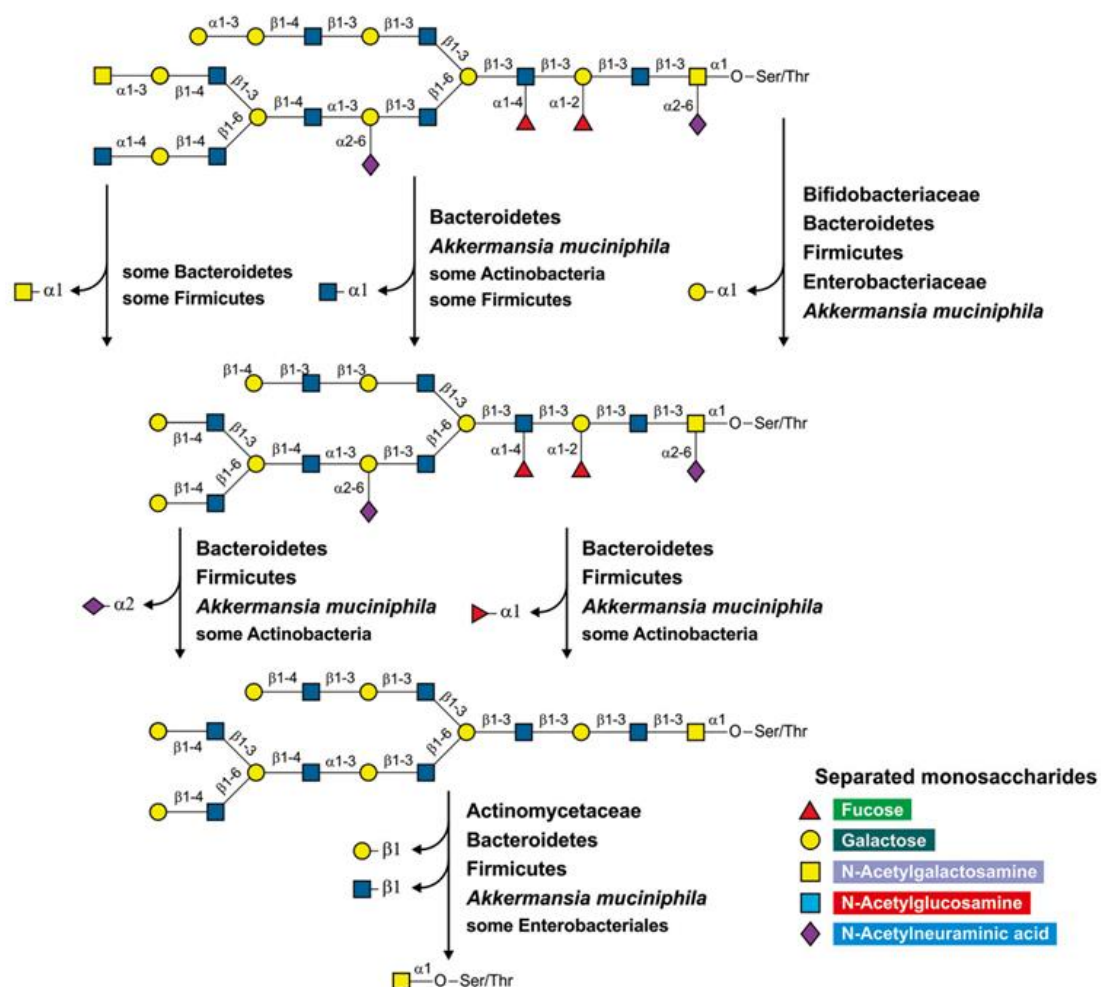 α1-3 β1-4 β1-3 β1-3
β1-3
β1-3 β1-3 β1-3 β1-3 α1
O–Ser/Thr
α1-3 β1-4 β1-3
β1-6
α1-4 α1-2 α2-6
β1-4 α1-3 β1-3
β1-6
α2-6
α1-4 β1-4
Bifidobacteriaceae
Bacteroidetes
Firmicutes
Enterobacteriaceae
Akkermansia muciniphila
α1
Bacteroidetes
Akkermansia muciniphila
some Actinobacteria
some Firmicutes
α1
some Bacteroidetes
some Firmicutes
α1
β1-4 β1-3 β1-3
β1-3
β1-3 β1-3 β1-3 β1-3 α1
O–Ser/Thr
β1-4 β1-3
β1-6
α1-4 α1-2 α2-6
β1-4 α1-3 β1-3
β1-6
α2-6
β1-4
Bacteroidetes
Firmicutes
Akkermansia muciniphila
some Actinobacteria
α2
Bacteroidetes
Firmicutes
Akkermansia muciniphila
some Actinobacteria
α1
β1-4 β1-3 β1-3
β1-3
β1-3 β1-3 β1-3 β1-3 α1
O–Ser/Thr
β1-4 β1-3
β1-6
β1-4 α1-3 β1-3
β1-6
β1-4
Actinomycetaceae
Bacteroidetes
Firmicutes
Akkermansia muciniphila
some Enterobacteriales
β1
β1
α1
O–Ser/Thr
Separated monosaccharides
Fucose
Galactose
N-Acetylgalactosamine
N-Acetylglucosamine
N-Acetylneuraminic acid